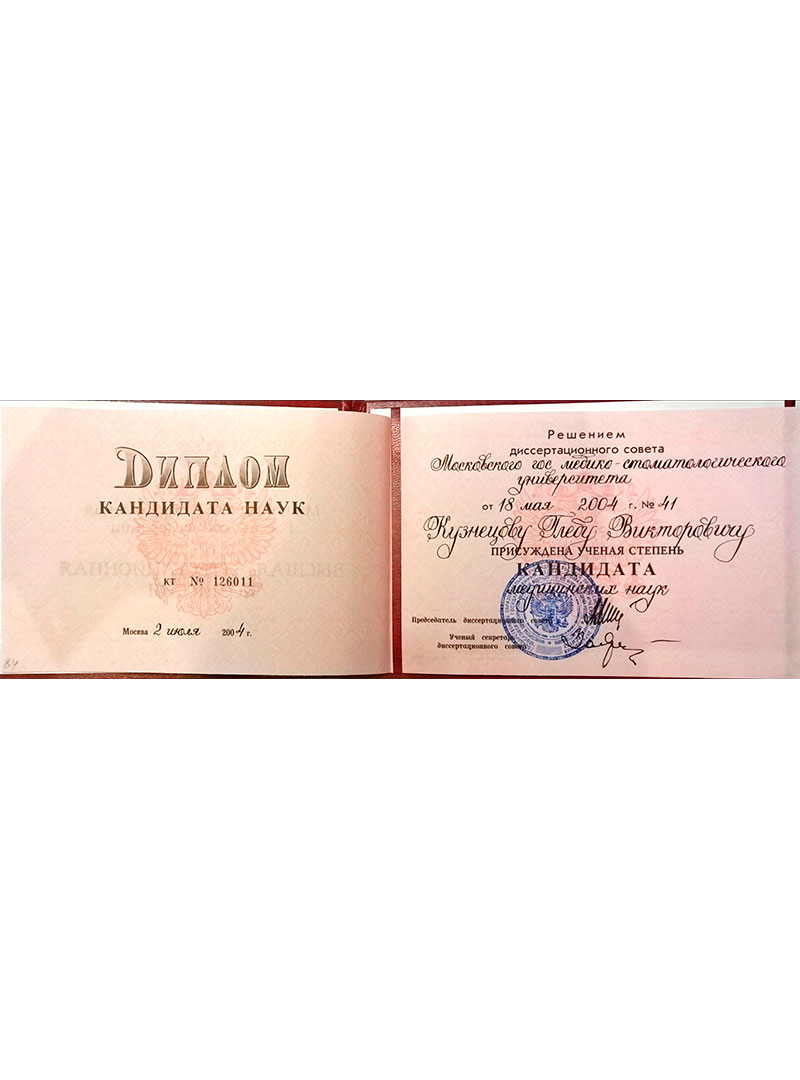 ДИПЛОМ
КАНДИДАТА НАУК
КТ № 126011
Москва 2 июля 2004 г.
Решением
диссертационного совета
Московского гос. медико-стоматологического
университета
от 18 мая 2004 г. № 41
Кузнецову Глебу Викторовичу
ПРИСУЖДЕНА УЧЕНАЯ СТЕПЕНЬ
КАНДИДАТА
медицинских наук
Председатель диссертационного совета
Ученый секретарь
диссертационного совета